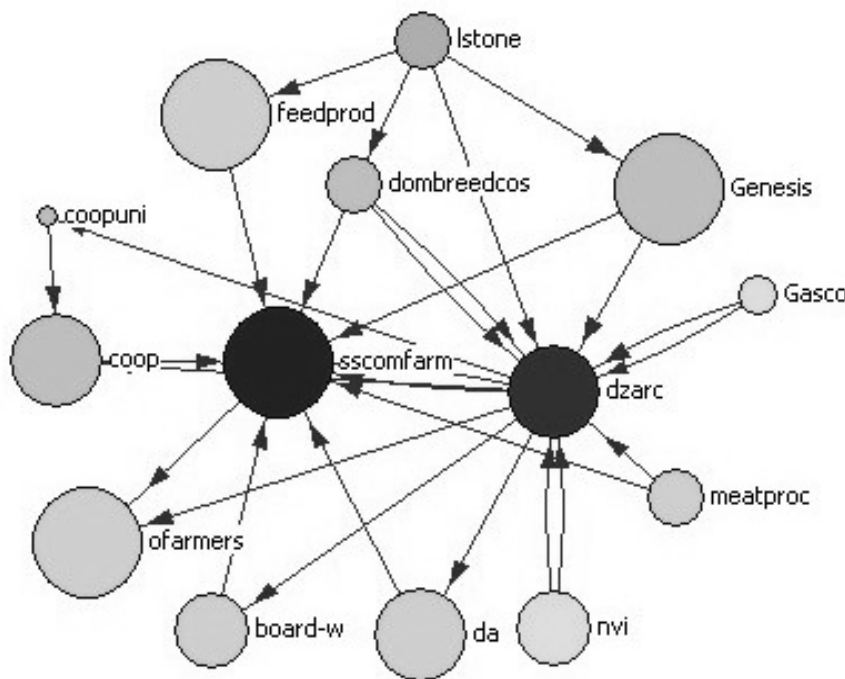 lstone
feedprod
dombreedcos
Genesis
coopuni
Gasco
coop
sscomfarm
dzarc
meatproc
ofarmers
board-w
da
nvi